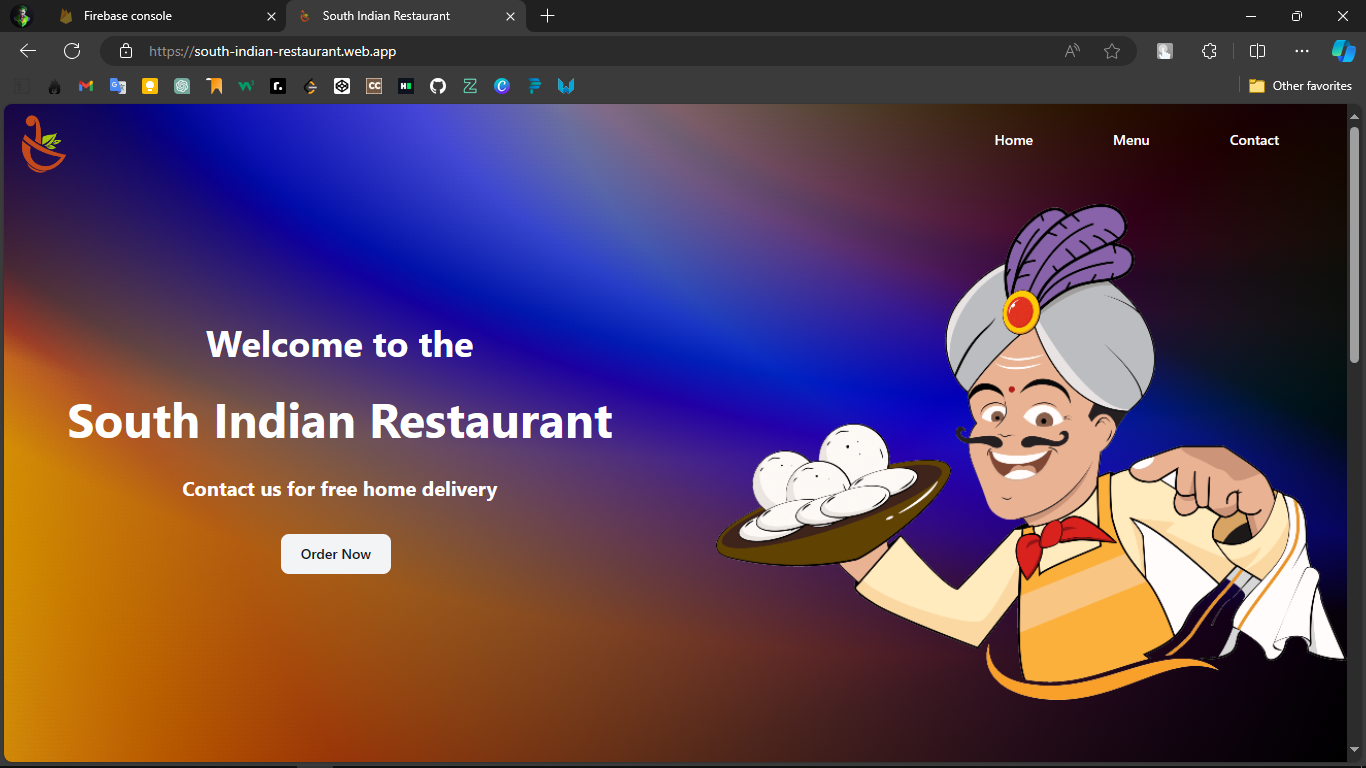 Firebase console
South Indian Restaurant
https://south-indian-restaurant.web.app
Other favorites
Home
Menu
Contact
Welcome to the
South Indian Restaurant
Contact us for free home delivery
Order Now